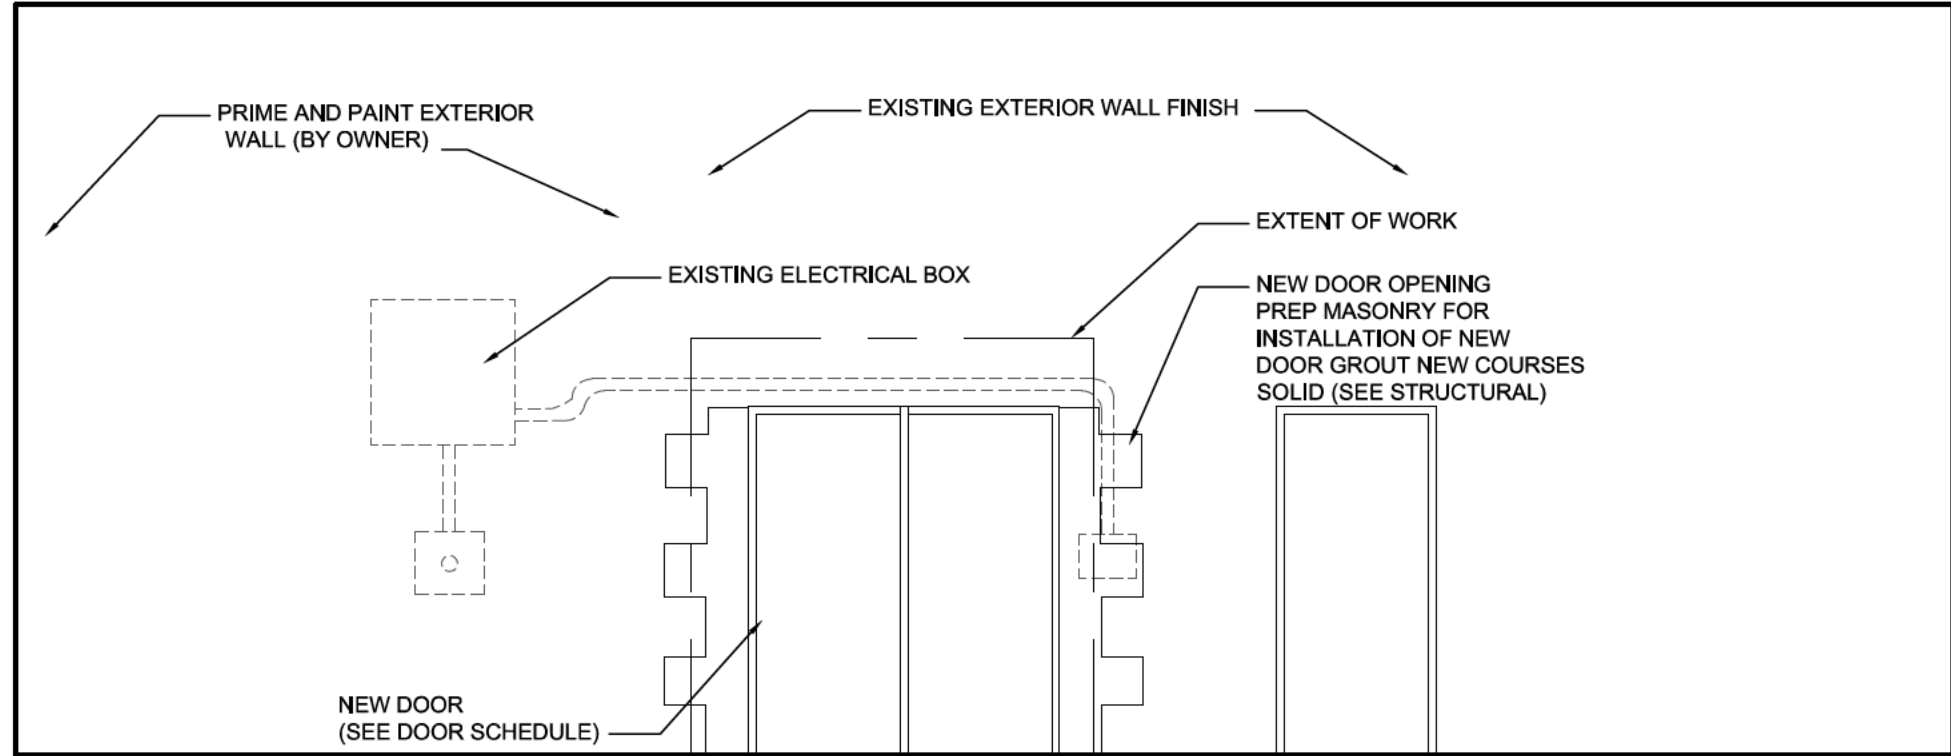 PRIME AND PAINT EXTERIOR
WALL (BY OWNER)
EXISTING EXTERIOR WALL FINISH
EXTENT OF WORK
EXISTING ELECTRICAL BOX
NEW DOOR OPENING
PREP MASONRY FOR
INSTALLATION OF NEW
DOOR GROUT NEW COURSES
SOLID (SEE STRUCTURAL)
NEW DOOR
(SEE DOOR SCHEDULE)